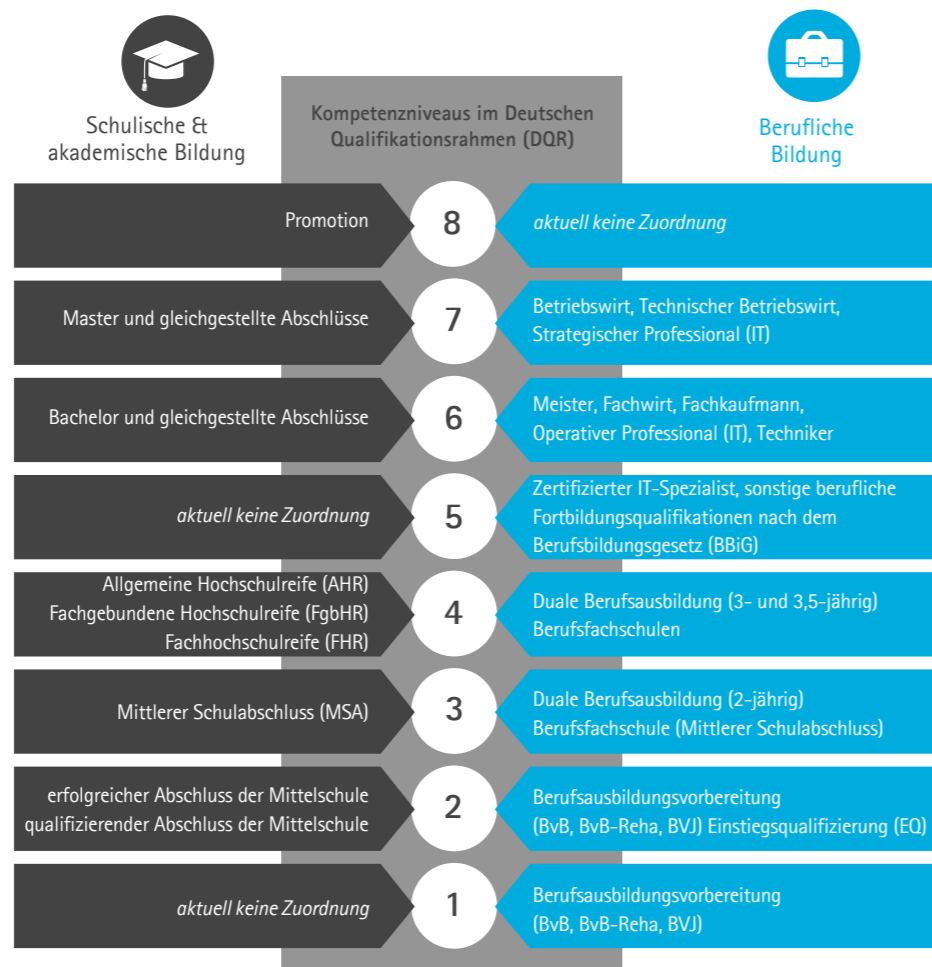 Schulische &
akademische Bildung
Kompetenzniveaus im Deutschen
Qualifikationsrahmen (DQR)
Berufliche
Bildung
Promotion
8
aktuell keine Zuordnung
Master und gleichgestellte Abschlüsse
7
Betriebswirt, Technischer Betriebswirt,
Strategischer Professional (IT)
Bachelor und gleichgestellte Abschlüsse
6
Meister, Fachwirt, Fachkaufmann,
Operativer Professional (IT), Techniker
aktuell keine Zuordnung
5
Zertifizierter IT-Spezialist, sonstige berufliche
Fortbildungsqualifikationen nach dem
Berufsbildungsgesetz (BBiG)
Allgemeine Hochschulreife (AHR)
Fachgebundene Hochschulreife (FgbHR)
Fachhochschulreife (FHR)
4
Duale Berufsausbildung (3- und 3,5-jährig)
Berufsfachschulen
Mittlerer Schulabschluss (MSA)
3
Duale Berufsausbildung (2-jährig)
Berufsfachschule (Mittlerer Schulabschluss)
erfolgreicher Abschluss der Mittelschule
qualifizierender Abschluss der Mittelschule
2
Berufsausbildungsvorbereitung
(BvB, BvB-Reha, BVJ) Einstiegsqualifizierung (EQ)
aktuell keine Zuordnung
1
Berufsausbildungsvorbereitung
(BvB, BvB-Reha, BVJ)